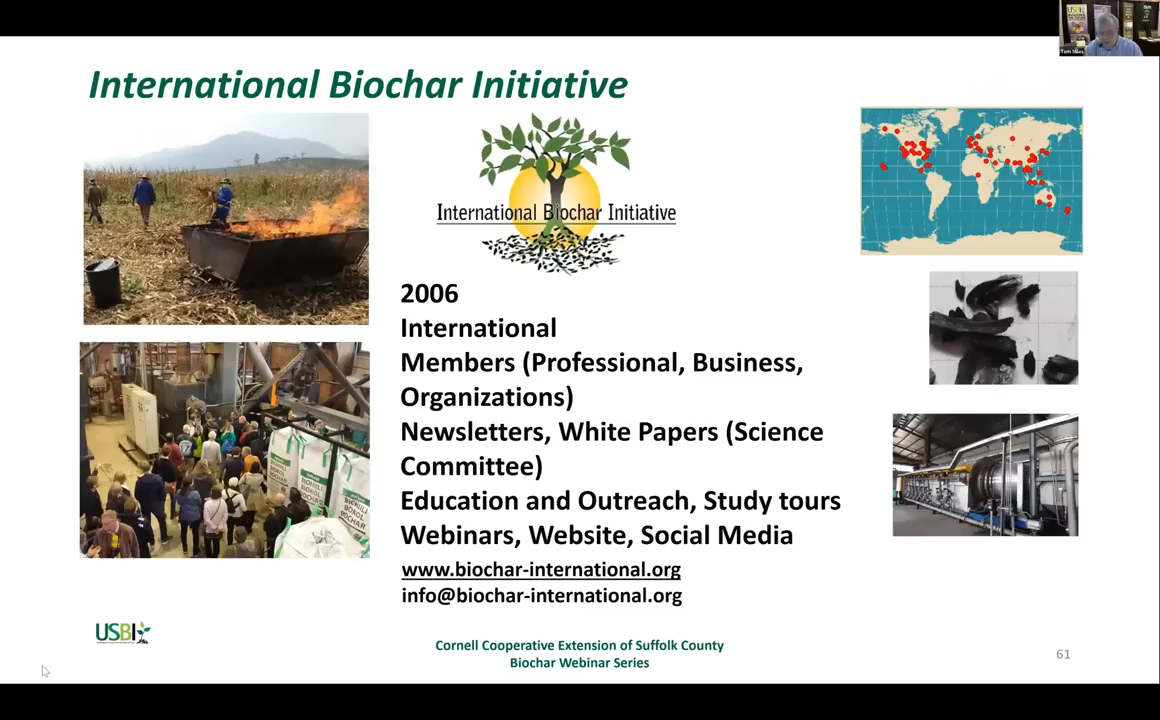 International Biochar Initiative
International Biochar Initiative
2006
International
Members (Professional, Business,
Organizations)
Newsletters, White Papers (Science
Committee)
Education and Outreach, Study tours
Webinars, Website, Social Media
www.biochar-international.org
info@biochar-international.org
USBI
Cornell Cooperative Extension of Suffolk County
Biochar Webinar Series
61